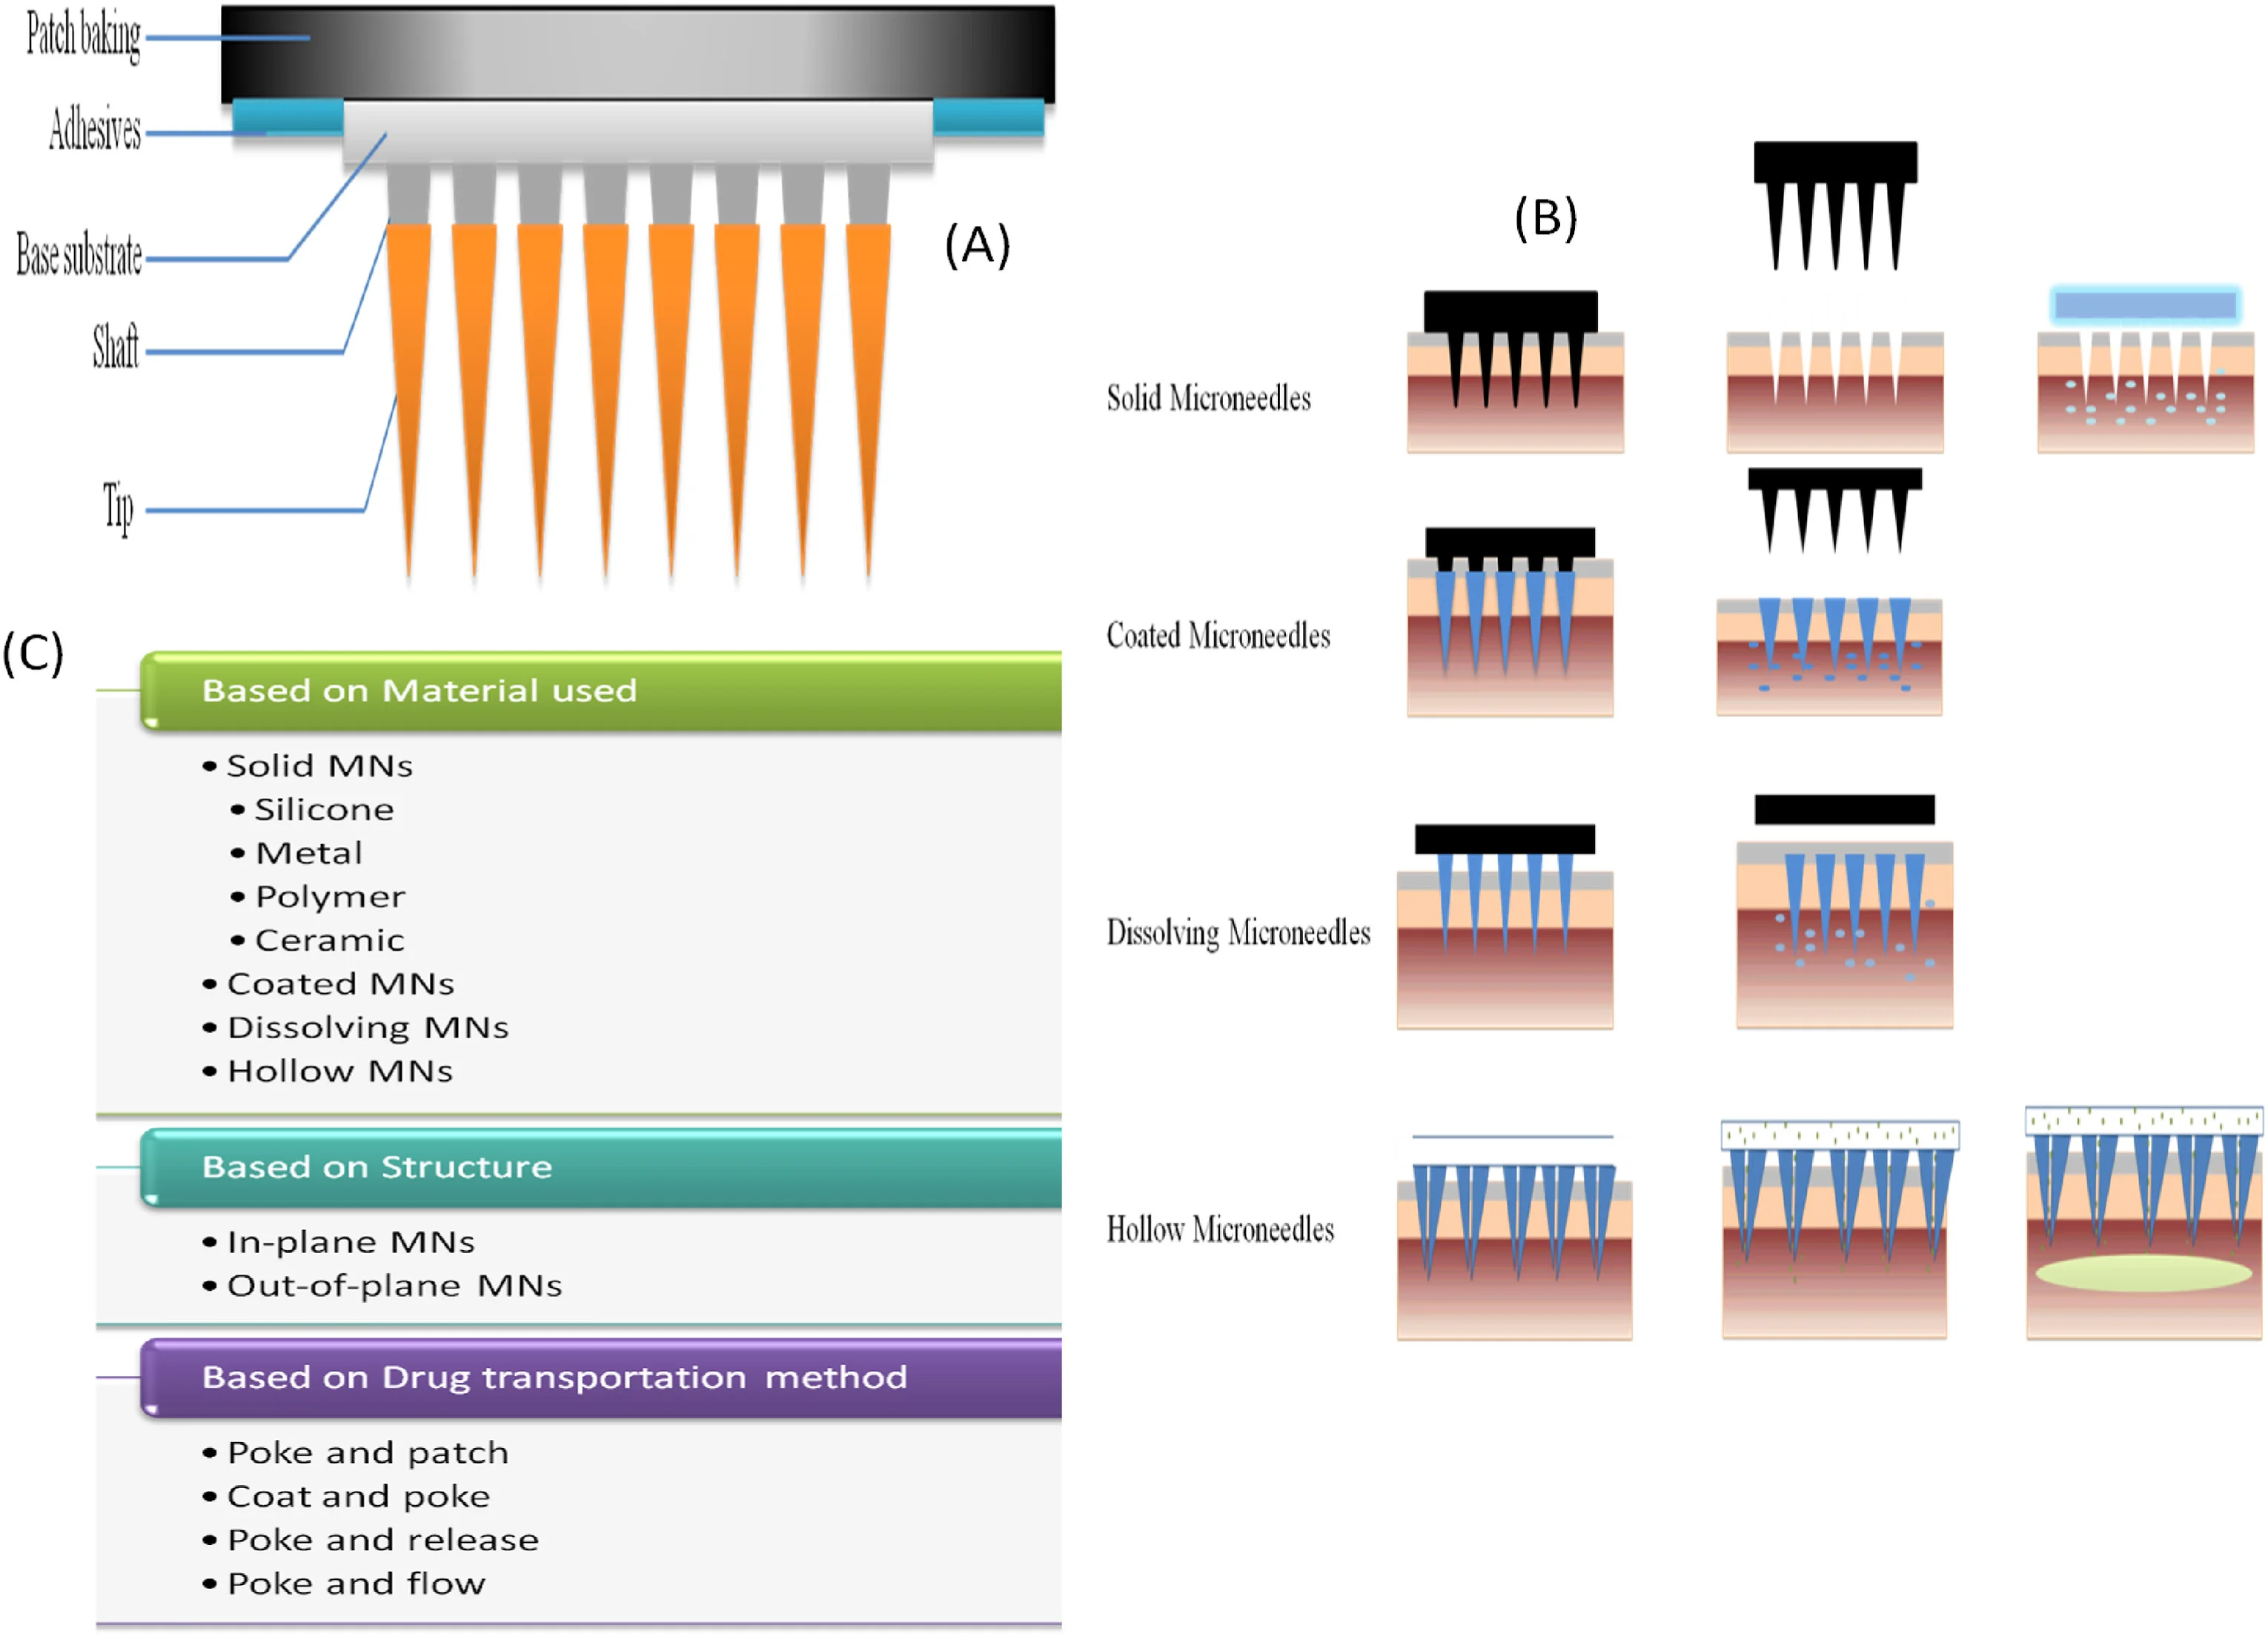 Patch baking
Adhesives
Base substrate
Shaft
Tip
(A)
(B)
Solid Microneedles
Coated Microneedles
Dissolving Microneedles
Hollow Microneedles
(C)
Based on Material used
• Solid MNs
• Silicone
• Metal
• Polymer
• Ceramic
• Coated MNs
• Dissolving MNs
• Hollow MNs
Based on Structure
• In-plane MNs
• Out-of-plane MNs
Based on Drug transportation method
• Poke and patch
• Coat and poke
• Poke and release
• Poke and flow